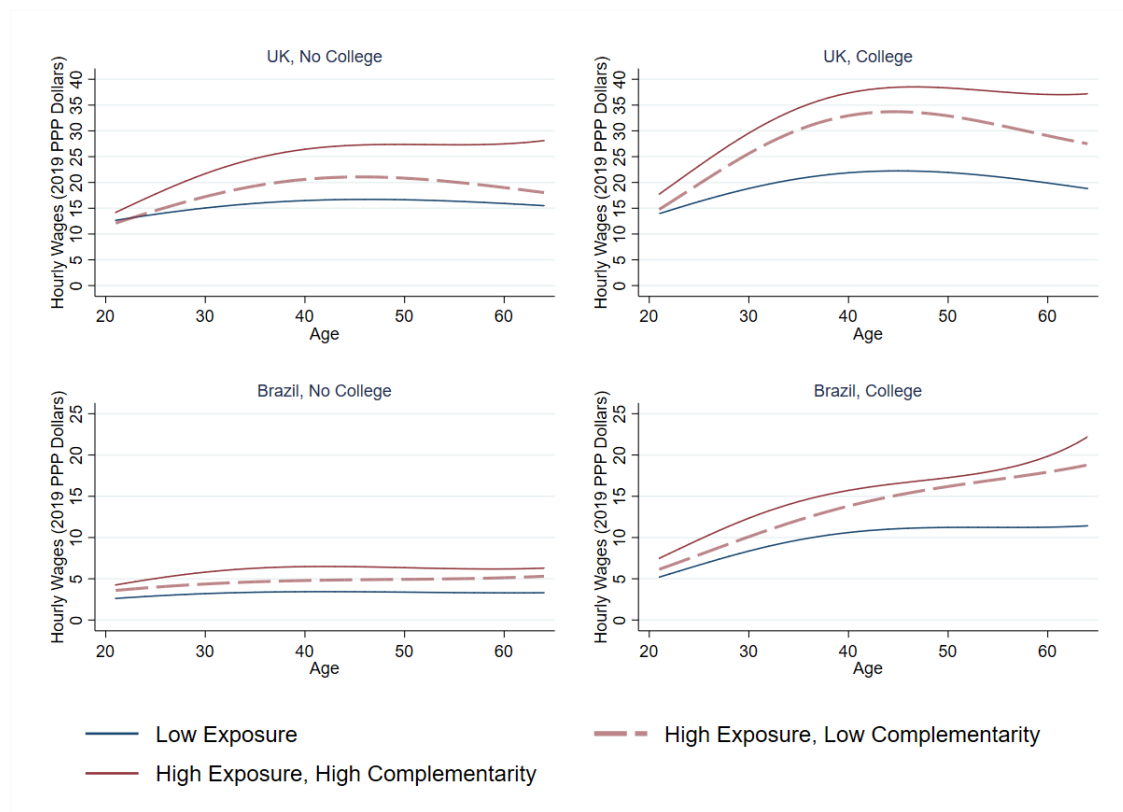 UK, No College
Hourly Wages (2019 PPP Dollars)
40
35
30
25
20
15
10
5
0
20 30 40 50 60
Age
UK, College
Hourly Wages (2019 PPP Dollars)
40
35
30
25
20
15
10
5
0
20 30 40 50 60
Age
Brazil, No College
Hourly Wages (2019 PPP Dollars)
25
20
15
10
5
0
20 30 40 50 60
Age
Brazil, College
Hourly Wages (2019 PPP Dollars)
25
20
15
10
5
0
20 30 40 50 60
Age
Low Exposure
High Exposure, Low Complementarity
High Exposure, High Complementarity